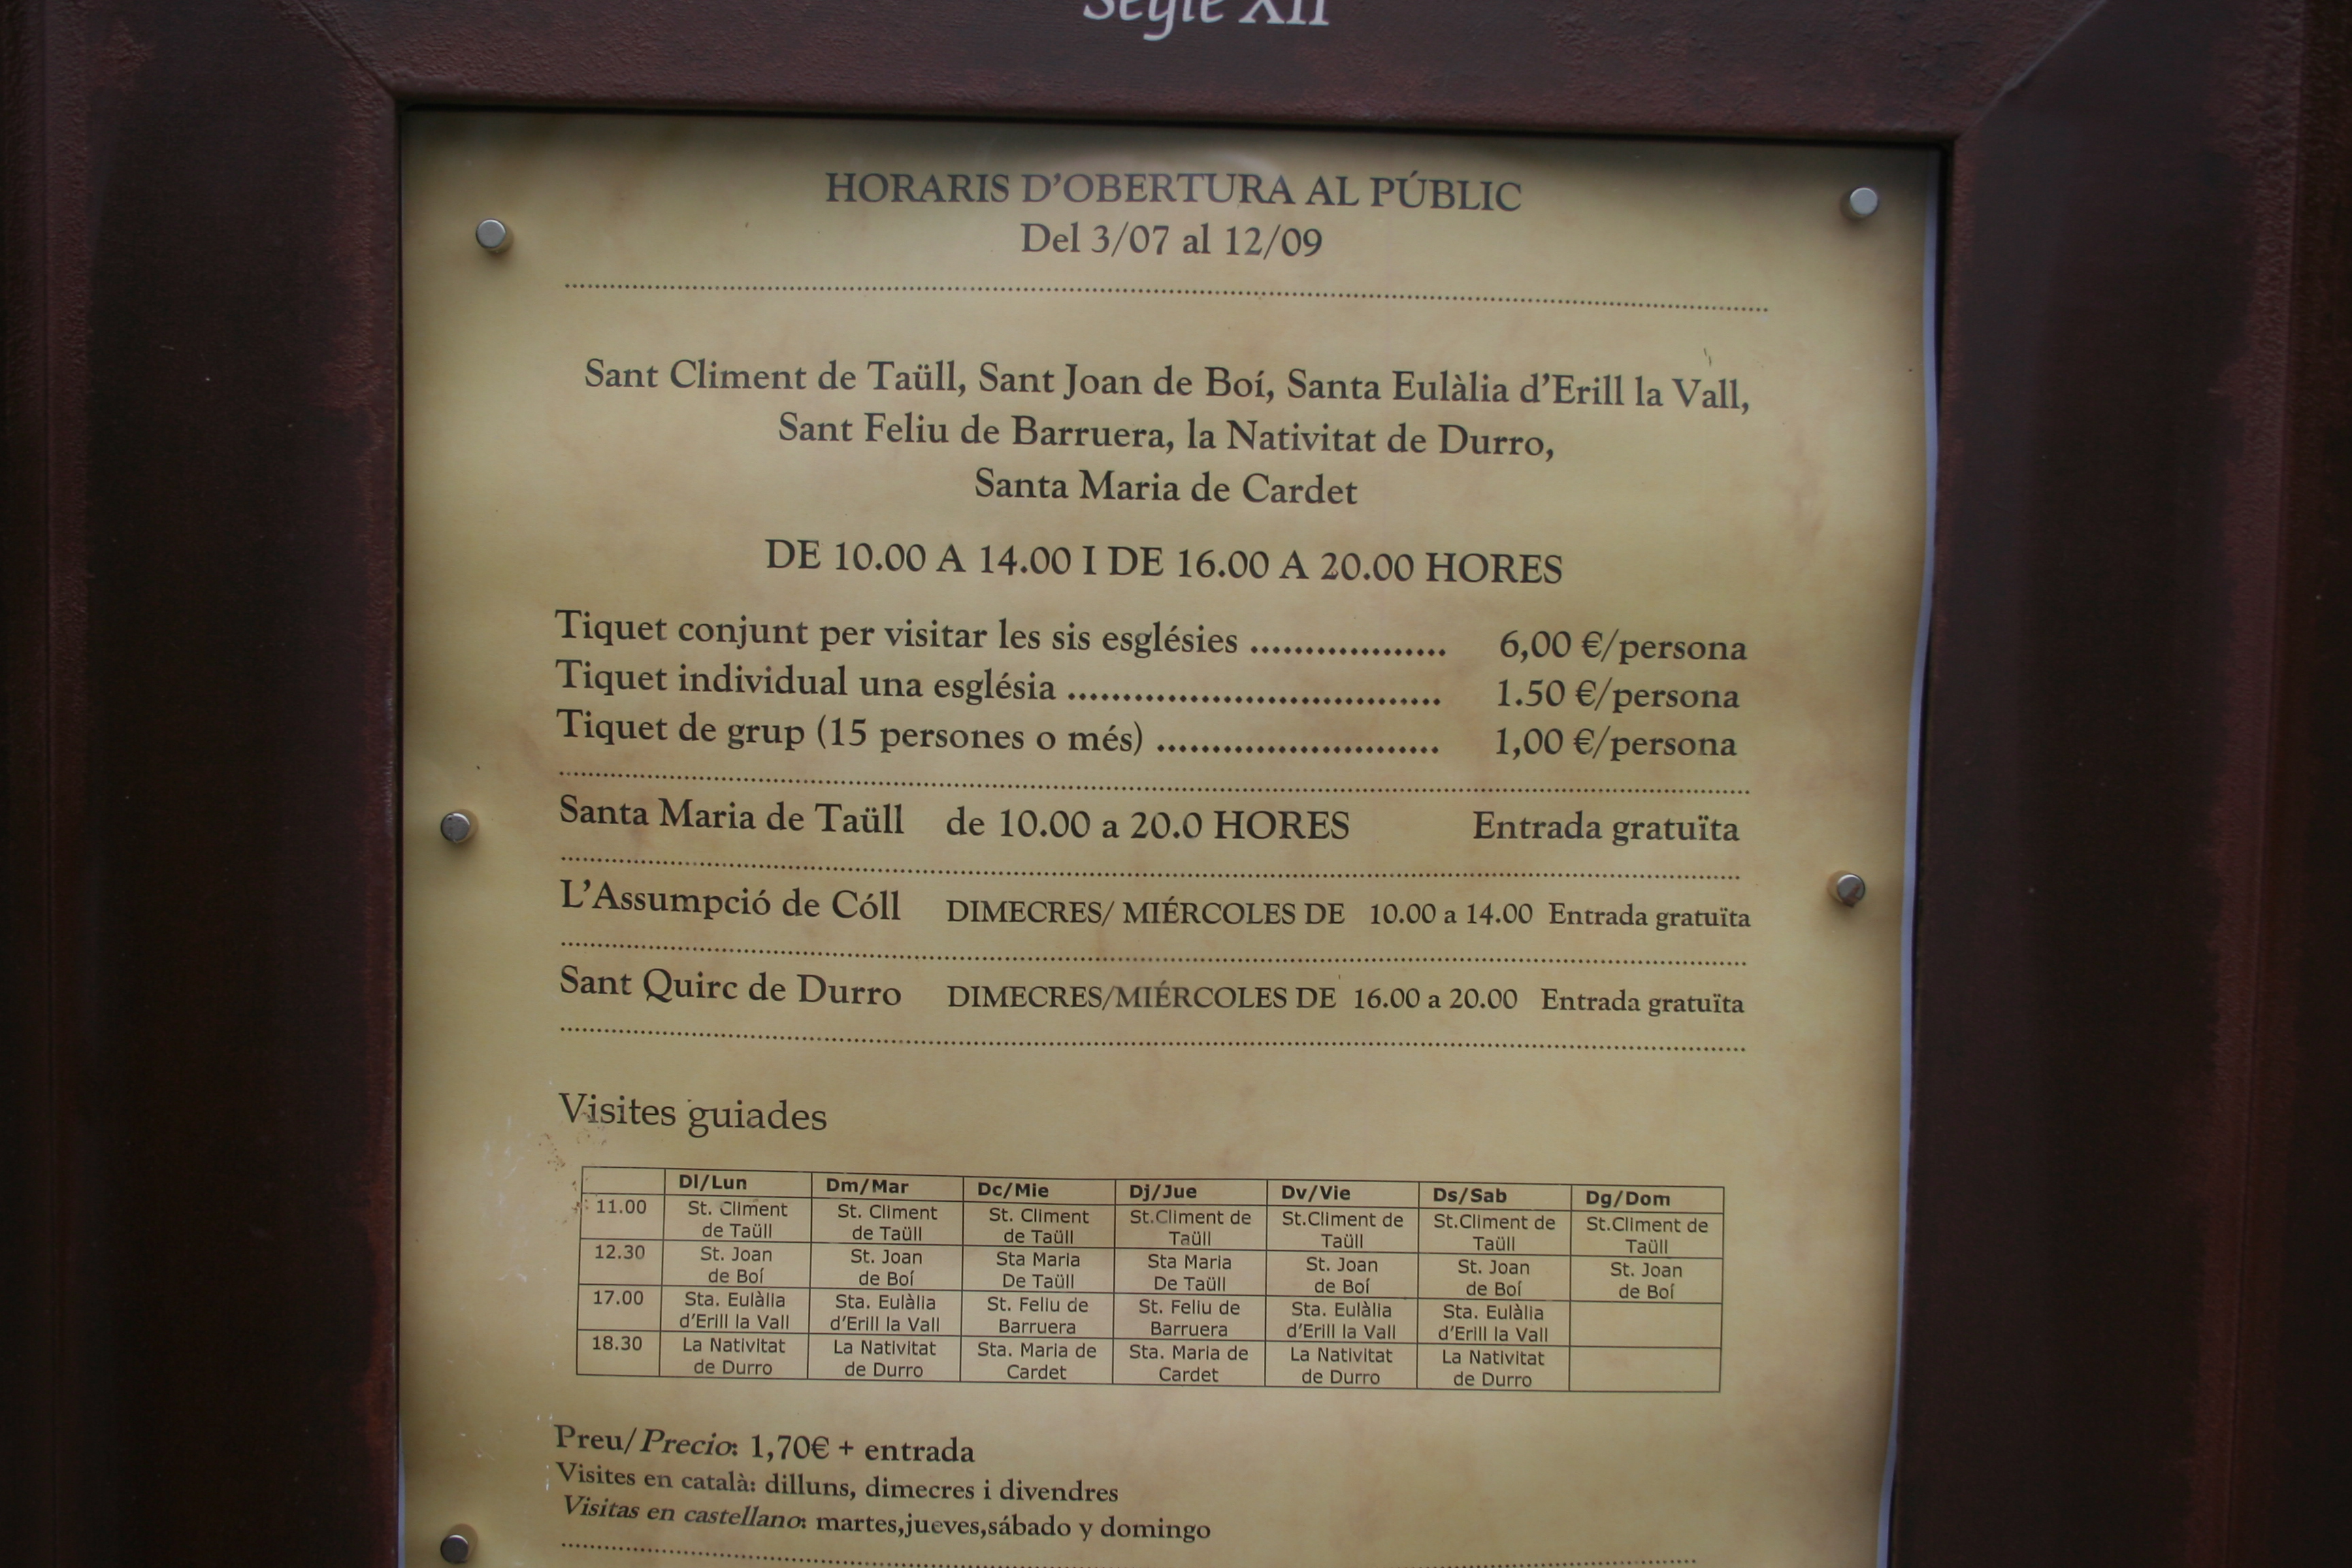 Segle XII
HORARIS D'OBERTURA AL PÚBLIC
Del 3/07 al 12/09
Sant Climent de Taüll, Sant Joan de Boí, Santa Eulàlia d'Erill la Vall,
Sant Feliu de Barruera, la Nativitat de Durro,
Santa Maria de Cardet
DE 10.00 A 14.00 I DE 16.00 A 20.00 HORES
Tiquet conjunt per visitar les sis esglésies .................. 6,00 €/persona
Tiquet individual una església .................................. 1.50 €/persona
Tiquet de grup (15 persones o més) .......................... 1,00 €/persona
Santa Maria de Taüll de 10.00 a 20.0 HORES Entrada gratuïta
L'Assumpció de Cóll DIMECRES/ MIÉRCOLES DE 10.00 a 14.00 Entrada gratuïta
Sant Quirc de Durro DIMECRES/MIÉRCOLES DE 16.00 a 20.00 Entrada gratuïta
Visites guiades
Dl/Lun Dm/Mar Dc/Mie Dj/Jue Dv/Vie Ds/Sab Dg/Dom
11.00 St. Climent St. Climent St. Climent St.Climent de St.Climent de St.Climent de St.Climent de
de Taüll de Taüll de Taüll Taüll Taüll Taüll Taüll
12.30 St. Joan St. Joan Sta Maria Sta Maria St. Joan St. Joan St. Joan
de Boí de Boí De Taüll De Taüll de Boí de Boí de Boí
17.00 Sta. Eulàlia Sta. Eulàlia St. Feliu de St. Feliu de Sta. Eulàlia Sta. Eulàlia
d'Erill la Vall d'Erill la Vall Barruera Barruera d'Erill la Vall d'Erill la Vall
18.30 La Nativitat La Nativitat Sta. Maria de Sta. Maria de La Nativitat La Nativitat
de Durro de Durro Cardet Cardet de Durro de Durro
Preu/Precio: 1,70€ + entrada
Visites en català: dilluns, dimecres i divendres
Visitas en castellano: martes,jueves,sábado y domingo